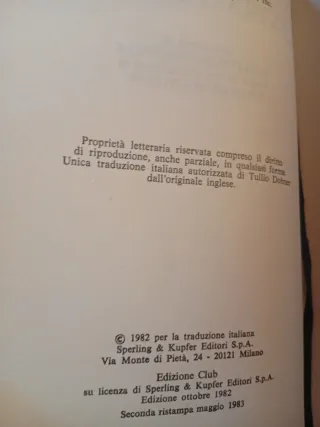 inc.
Proprietà letteraria riservata compreso il diritto
di riproduzione, anche parziale, in qualsiasi forma
Unica traduzione italiana autorizzata di Tullio Dobner
dall'originale inglese.
© 1982 per la traduzione italiana
Sperling & Kupfer Editori S.p.A.
Via Monte di Pietà, 24 - 20121 Milano
Edizione Club
su licenza di Sperling & Kupfer Editori S.p.A.
Edizione ottobre 1982
Seconda ristampa maggio 1983